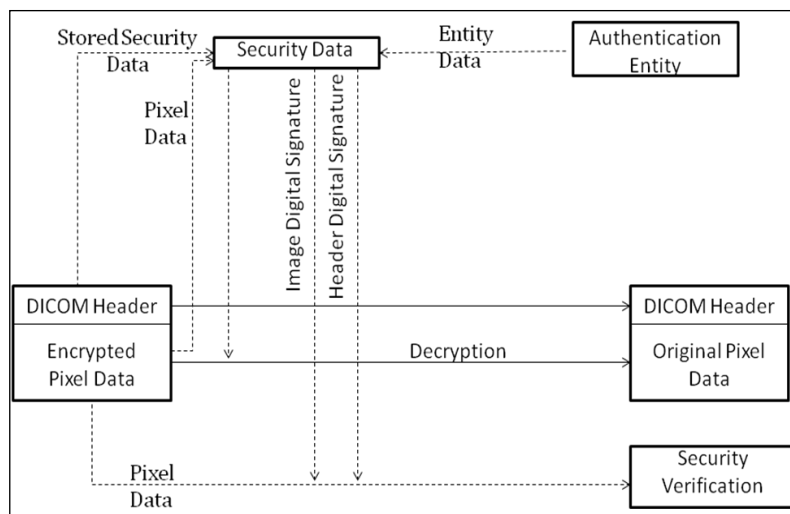 Stored Security
Data
Security Data
Entity
Data
Authentication
Entity
Pixel
Data
Image Digital Signature
Header Digital Signature
DICOM Header
Encrypted
Pixel Data
Decryption
DICOM Header
Original Pixel
Data
Pixel
Data
Security
Verification